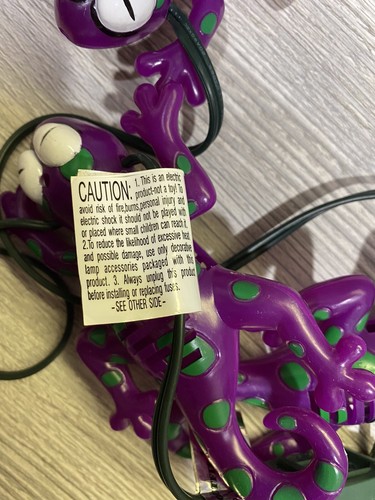 CAUTION: 1. This is an electric
product-not a toy! To
avoid risk of fire,burns,personal injury and
electric shock it should not be played with
or placed where small children can reach it.
2.To reduce the likelihood of excessive heat
and possible damage, use only decorative
lamp accessories packaged with this
product. 3. Always unplug this product
before installing or replacing fuses.
-SEE OTHER SIDE-